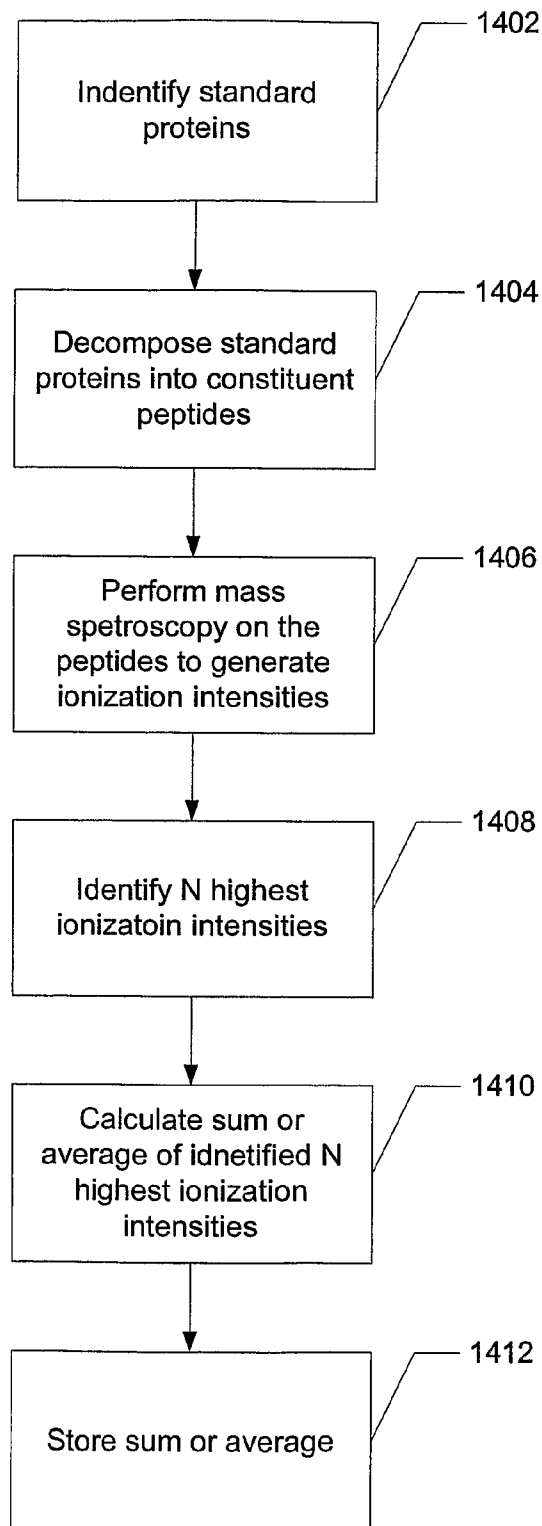 1402
Indentify standard
proteins
1404
Decompose standard
proteins into constituent
peptides
1406
Perform mass
spetroscopy on the
peptides to generate
ionization intensities
1408
Identify N highest
ionizatoin intensities
1410
Calculate sum or
average of idnetified N
highest ionization
intensities
1412
Store sum or average